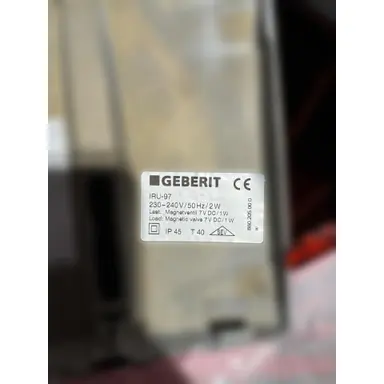 GEBERIT CE
IRU-97
230-240V/50Hz/2W
Last: Magnetventil 7V DC/1W
Load: Magnetic valve 7V DC/1W
IP 45 T 40